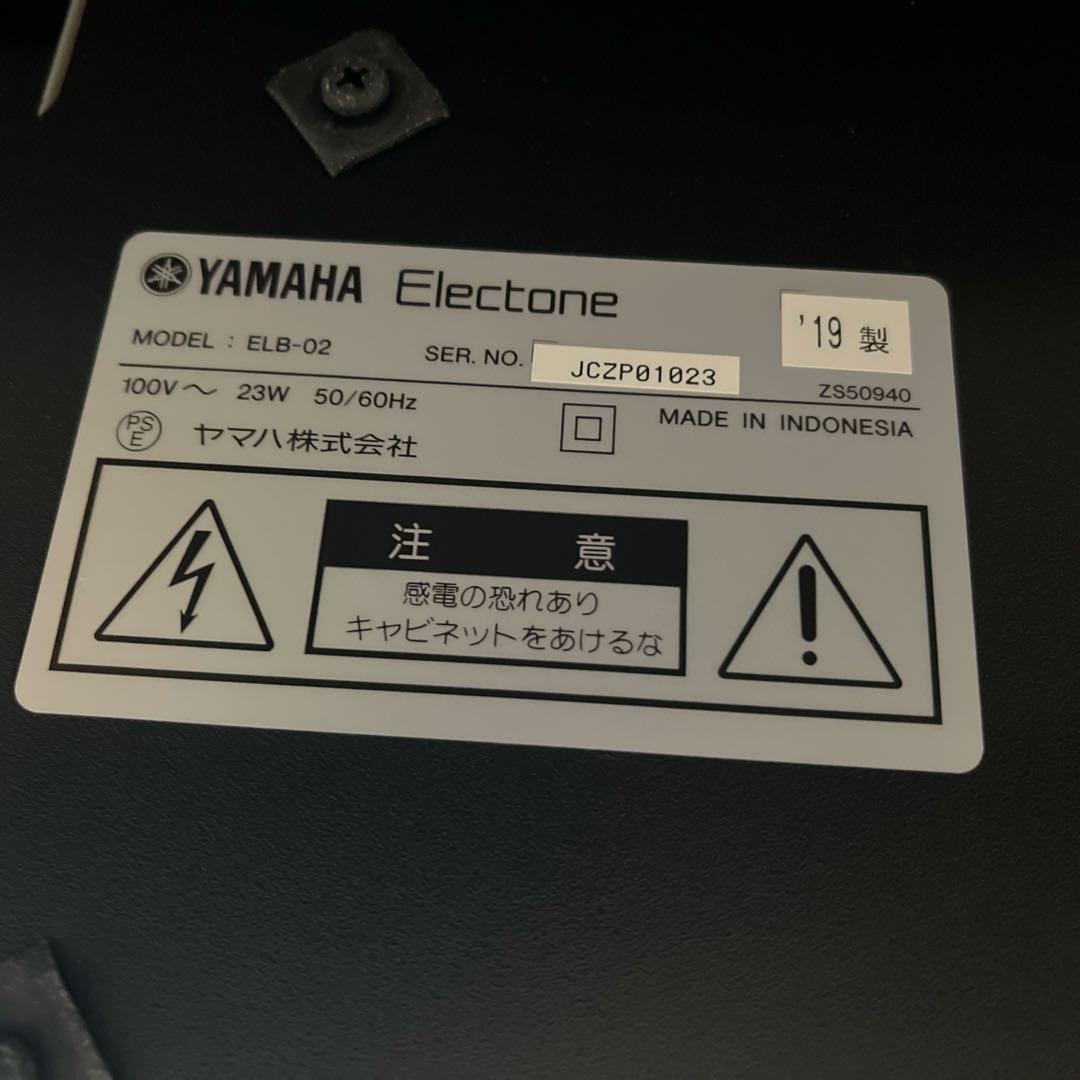 YAMAHA Electone
'19 製
MODEL : ELB-02
SER. NO. JCZP01023
ZS50940
100V～ 23W 50/60Hz
MADE IN INDONESIA
PS
E
ヤマハ株式会社
注 意
感電の恐れあり
キャビネットをあけるな